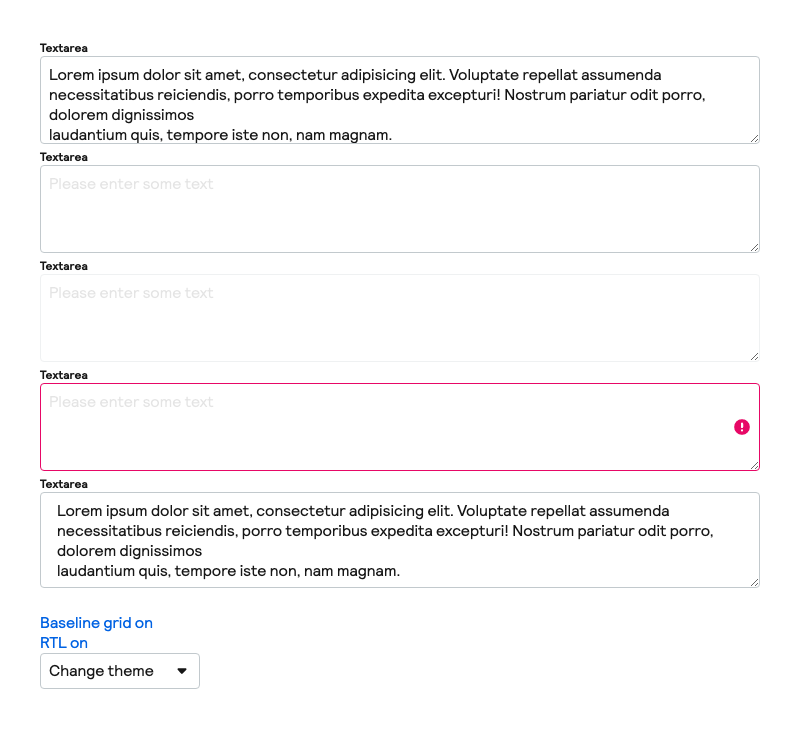 Textarea
Lorem ipsum dolor sit amet, consectetur adipisicing elit. Voluptate repellat assumenda
necessitatibus reiciendis, porro temporibus expedita excepturi! Nostrum pariatur odit porro,
dolorem dignissimos
laudantium quis, tempore iste non, nam magnam.
Textarea
Please enter some text
Textarea
Please enter some text
Textarea
Please enter some text
Textarea
Lorem ipsum dolor sit amet, consectetur adipisicing elit. Voluptate repellat assumenda
necessitatibus reiciendis, porro temporibus expedita excepturi! Nostrum pariatur odit porro,
dolorem dignissimos
laudantium quis, tempore iste non, nam magnam.
Baseline grid on
RTL on
Change theme